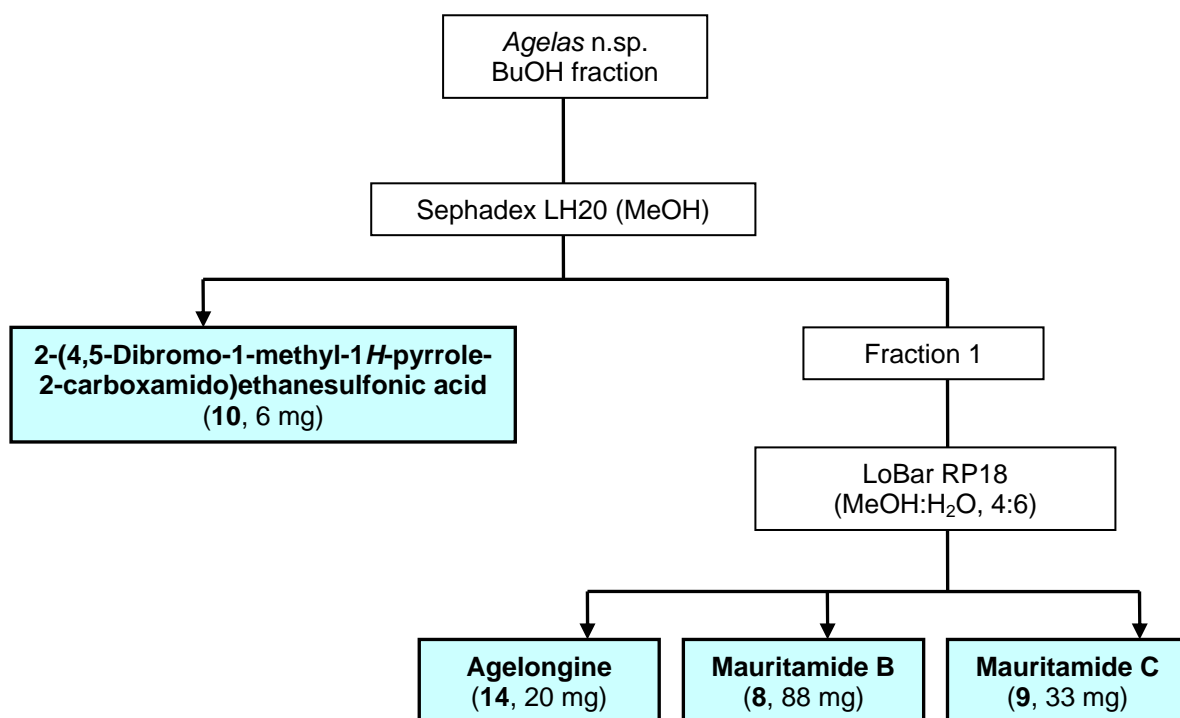 Agelas n.sp.
BuOH fraction
Sephadex LH20 (MeOH)
2-(4,5-Dibromo-1-methyl-1H-pyrrole-
2-carboxamido)ethanesulfonic acid
(10, 6 mg)
Fraction 1
LoBar RP18
(MeOH:H₂O, 4:6)
Agelongine
(14, 20 mg)
Mauritamide B
(8, 88 mg)
Mauritamide C
(9, 33 mg)